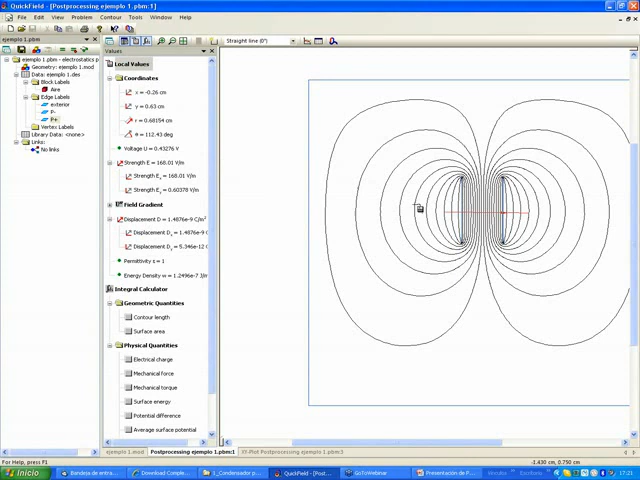 QuickField - [Postprocessing ejemplo 1.pbm:1]
File Edit View Problem Contour Tools Window Help
Straight line (0°)
ejemplo 1.pbm
ejemplo 1.pbm - electrostatics p
Geometry: ejemplo 1.mod
Data: ejemplo 1.des
Block Labels
Aire
Edge Labels
exterior
P-
P+
Vertex Labels
Library Data: <none>
Links:
No links
Values
Local Values
Coordinates
x = -0.26 cm
y = 0.63 cm
r = 0.68154 cm
θ = 112.43 deg
Voltage U = 0.43276 V
Strength E = 168.01 V/m
Strength Ex = 168.01 V/m
Strength Ey = 0.60378 V/m
Field Gradient
Displacement D = 1.4876e-9 C/m²
Displacement Dx = 1.4876e-9
Displacement Dy = 5.346e-12
Permittivity ε = 1
Energy Density w = 1.2496e-7 J/
Integral Calculator
Geometric Quantities
Contour length
Surface area
Physical Quantities
Electrical charge
Mechanical force
Mechanical torque
Surface energy
Potential difference
Average surface potential
ejemplo 1.mod Postprocessing ejemplo 1.pbm:1 XY-Plot Postprocessing ejemplo 1.pbm:3
For Help, press F1
-1.430 cm, 0.750 cm
Inicio Bandeja de entra... Download Comple... 1_Condensador p... QuickField - [Post... GoToWebinar Presentación de P... 17:21